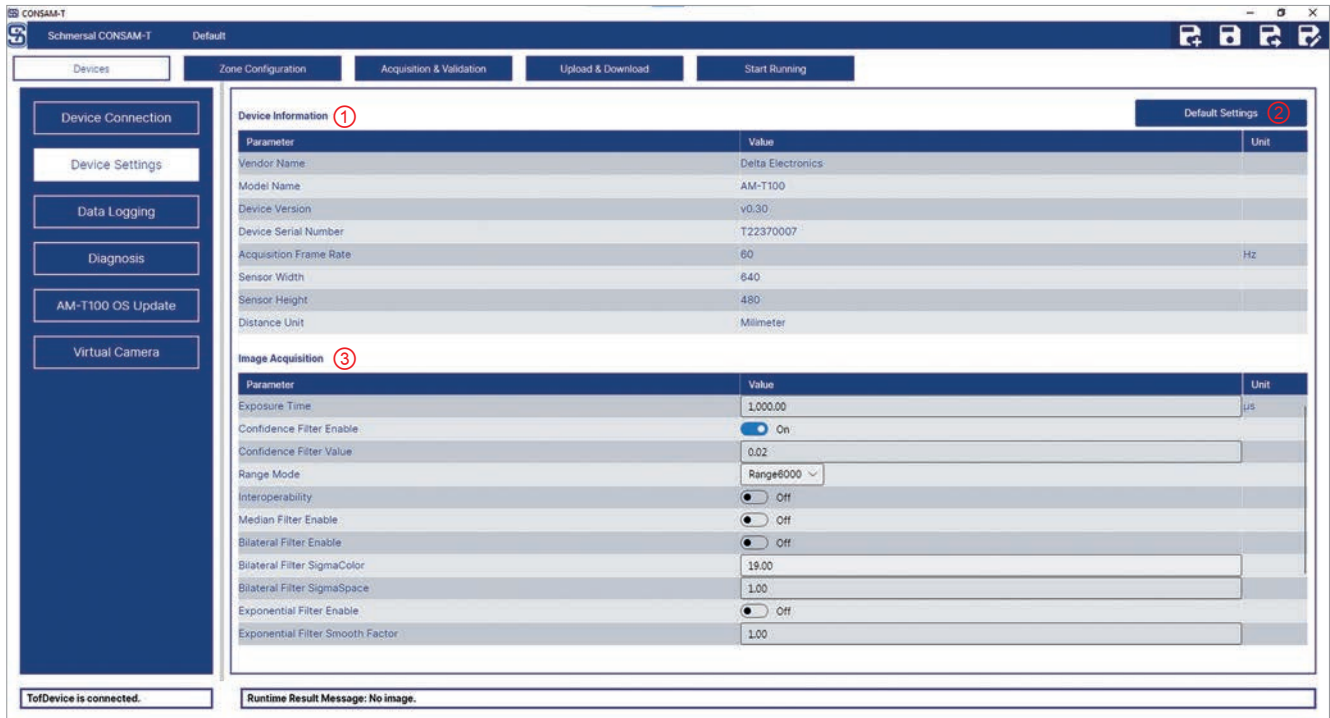 CONSAM-T
Schmersal CONSAM-T Default
Devices Zone Configuration Acquisition & Validation Upload & Download Start Running
Device Connection
Device Settings
Data Logging
Diagnosis
AM-T100 OS Update
Virtual Camera
Device Information 1
Default Settings 2
Parameter Value Unit
Vendor Name Delta Electronics
Model Name AM-T100
Device Version v0.30
Device Serial Number T22370007
Acquisition Frame Rate 60 Hz
Sensor Width 640
Sensor Height 480
Distance Unit Milimeter
Image Acquisition 3
Parameter Value Unit
Exposure Time 1,000.00 µs
Confidence Filter Enable On
Confidence Filter Value 0.02
Range Mode Range6000
Interoperability Off
Median Filter Enable Off
Bilateral Filter Enable Off
Bilateral Filter SigmaColor 19.00
Bilateral Filter SigmaSpace 1.00
Exponential Filter Enable Off
Exponential Filter Smooth Factor 1.00
TofDevice is connected. Runtime Result Message: No image.